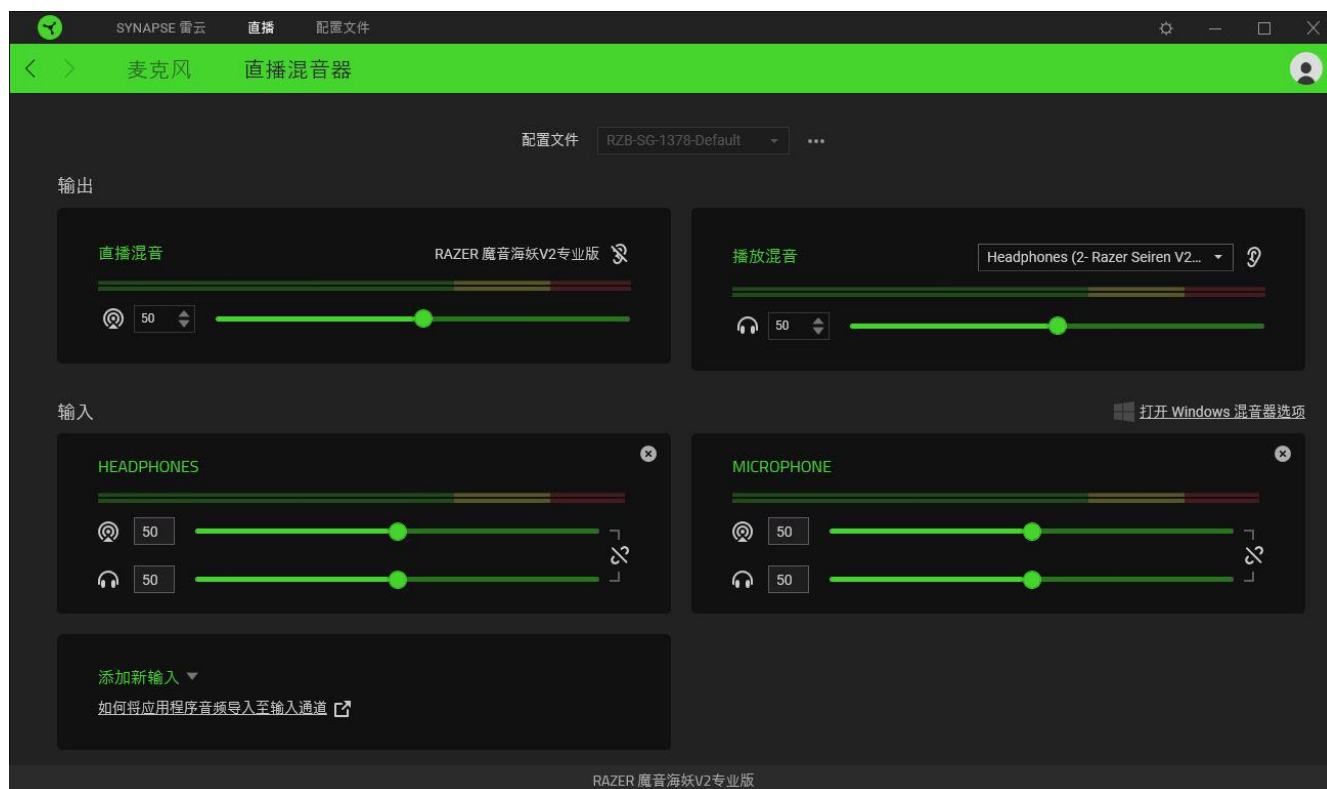 SYNAPSE 雷云 直播 配置文件
麦克风 直播混音器
配置文件 RZB-SG-1378-Default
输出
直播混音 RAZER 魔音海妖V2专业版
50
播放混音 Headphones (2- Razer Seiren V2...
50
输入 打开 Windows 混音器选项
HEADPHONES
50
50
MICROPHONE
50
50
添加新输入
如何将应用程序音频导入至输入通道
RAZER 魔音海妖V2专业版